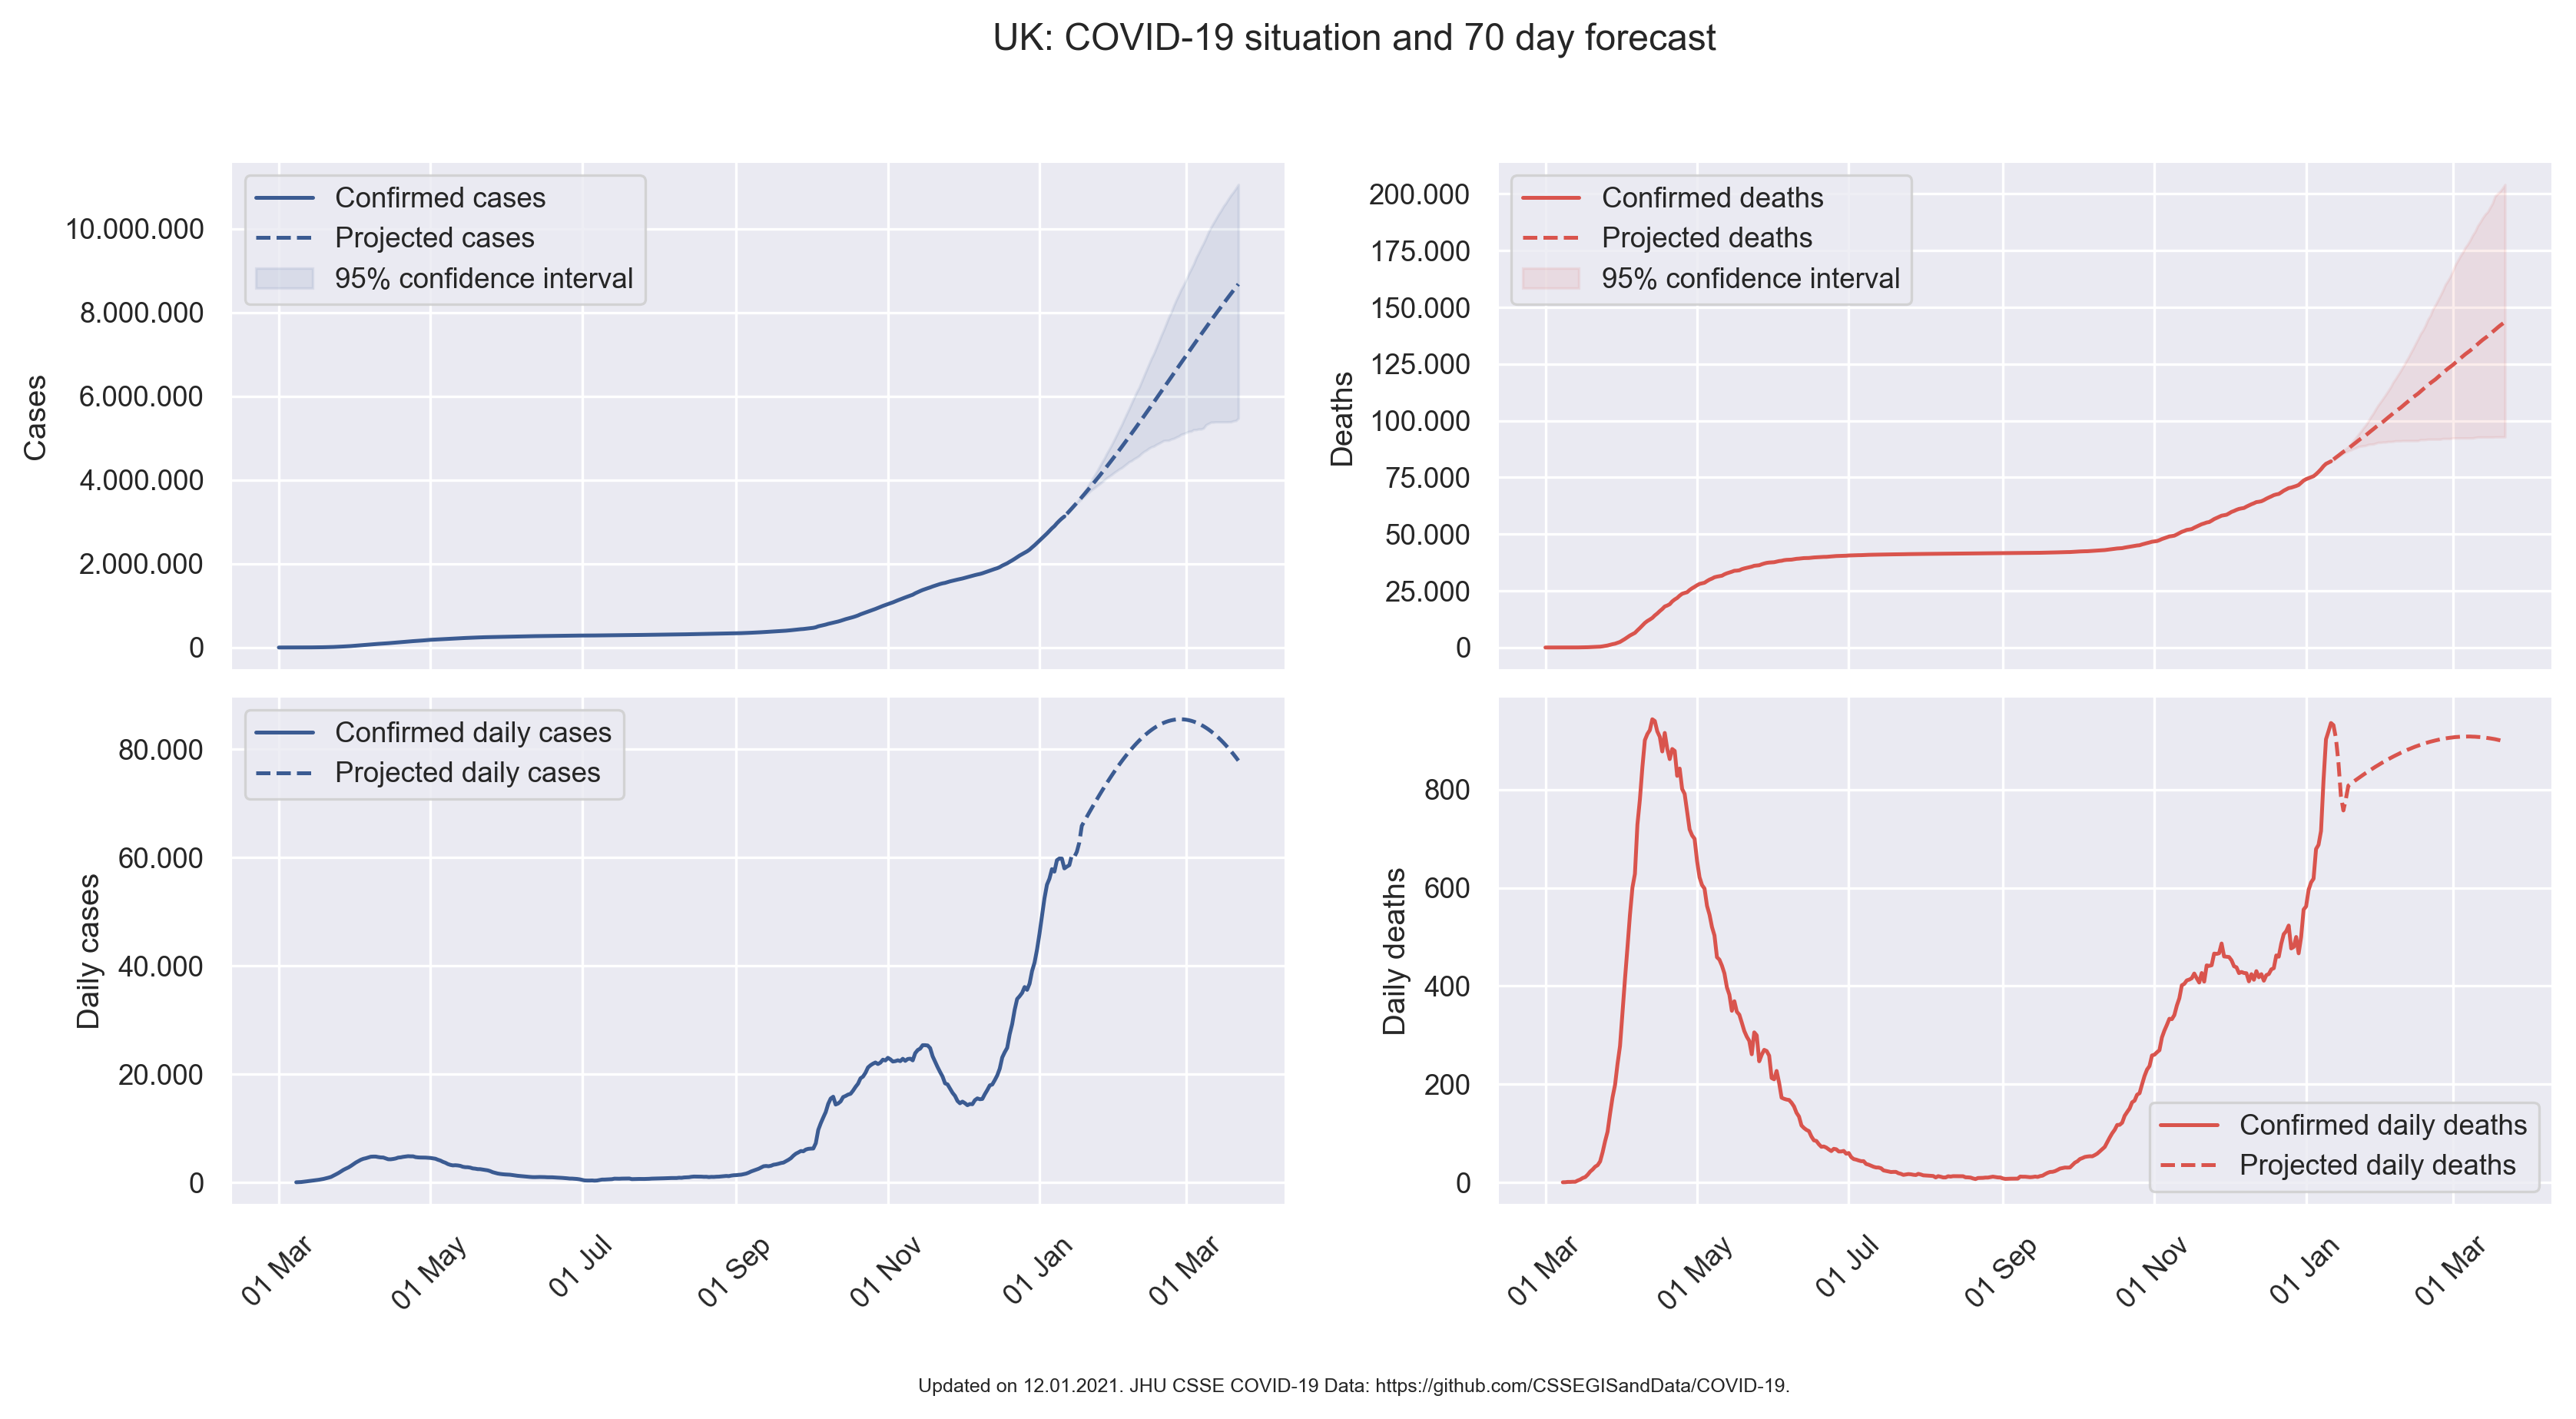 UK: COVID-19 situation and 70 day forecast
Confirmed cases
Projected cases
95% confidence interval
10.000.000
8.000.000
6.000.000
4.000.000
2.000.000
0
Cases
Confirmed deaths
Projected deaths
95% confidence interval
200.000
175.000
150.000
125.000
100.000
75.000
50.000
25.000
0
Deaths
Confirmed daily cases
Projected daily cases
80.000
60.000
40.000
20.000
0
Daily cases
01 Mar
01 May
01 Jul
01 Sep
01 Nov
01 Jan
01 Mar
800
600
400
200
0
Daily deaths
Confirmed daily deaths
Projected daily deaths
01 Mar
01 May
01 Jul
01 Sep
01 Nov
01 Jan
01 Mar
Updated on 12.01.2021. JHU CSSE COVID-19 Data: https://github.com/CSSEGISandData/COVID-19.